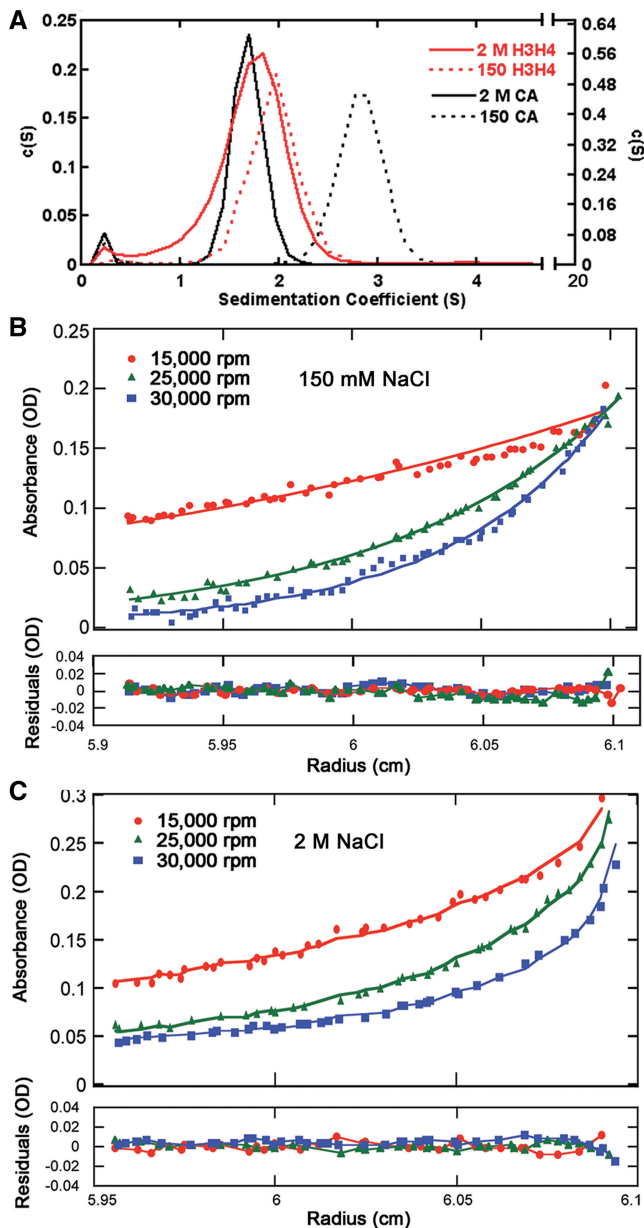 A
0.25
0.2
0.15
0.1
0.05
0
c(S)
2 M H3H4
150 H3H4
2 M CA
150 CA
0.64
0.56
0.48
0.4
0.32
0.24
0.16
0.08
0
c(S)
0 1 2 3 4 20
Sedimentation Coefficient (S)
B
0.25
0.2
0.15
0.1
0.05
0
Absorbance (OD)
15,000 rpm
25,000 rpm
30,000 rpm
150 mM NaCl
0.04
0.02
0
-0.02
-0.04
Residuals (OD)
5.9 5.95 6 6.05 6.1
Radius (cm)
C
0.3
0.25
0.2
0.15
0.1
0.05
0
Absorbance (OD)
15,000 rpm
25,000 rpm
30,000 rpm
2 M NaCl
0.04
0.02
0
-0.02
-0.04
Residuals (OD)
5.95 6 6.05 6.1
Radius (cm)